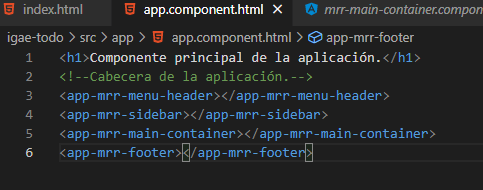 index.html
app.component.html
mrr-main-container.compon
igae-todo > src > app > app.component.html > app-mrr-footer
1 <h1>Componente principal de la aplicación.</h1>
2 <!--Cabecera de la aplicación.-->
3 <app-mrr-menu-header></app-mrr-menu-header>
4 <app-mrr-sidebar></app-mrr-sidebar>
5 <app-mrr-main-container></app-mrr-main-container>
6 <app-mrr-footer></app-mrr-footer>